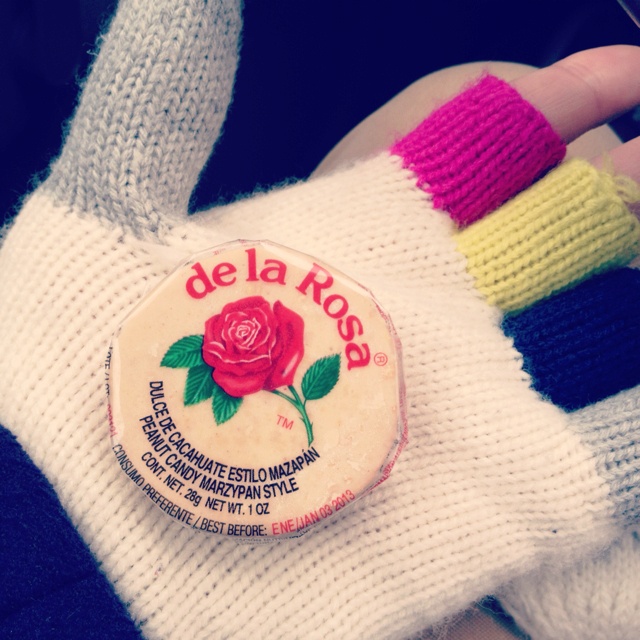 de la Rosa®
TM
DULCE DE CACAHUATE ESTILO MAZAPÁN
PEANUT CANDY MARZYPAN STYLE
CONT. NET. 28g NET WT. 1 OZ
CONSUMO PREFERENTE / BEST BEFORE: ENE/JAN 03 2013